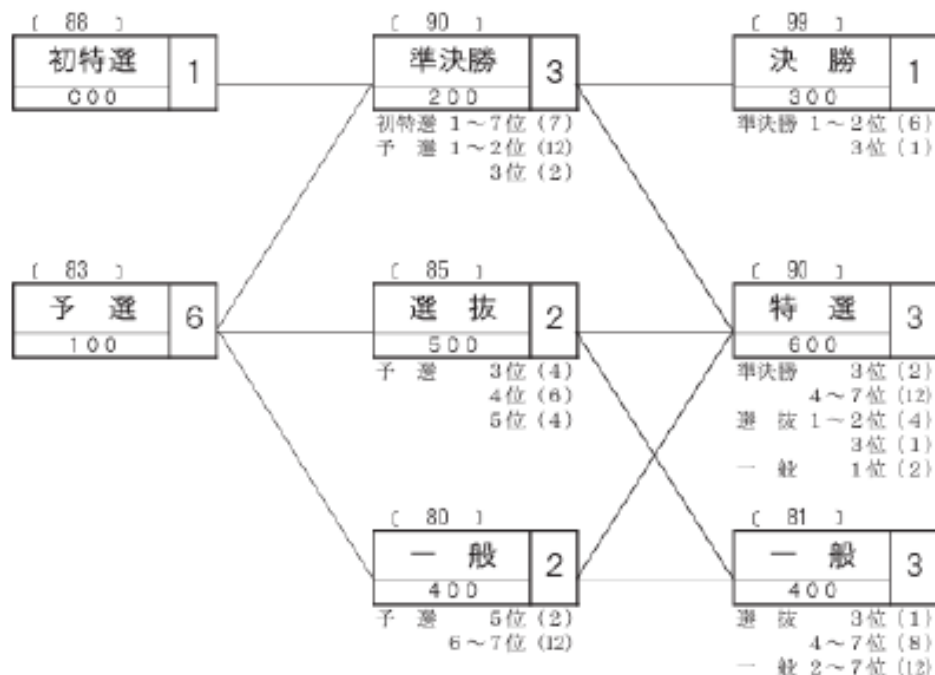 〔 88 〕
初特選 1
C00
〔 90 〕
準決勝 3
200
初特選 1～7位 (7)
予 選 1～2位 (12)
3位 (2)
〔 99 〕
決 勝 1
300
準決勝 1～2位 (6)
3位 (1)
〔 83 〕
予 選 6
100
〔 85 〕
選 抜 2
500
予 選 3位 (4)
4位 (6)
5位 (4)
〔 90 〕
特 選 3
600
準決勝 3位 (2)
4～7位 (12)
選 抜 1～2位 (4)
3位 (1)
一 般 1位 (2)
〔 80 〕
一 般 2
400
予 選 5位 (2)
6～7位 (12)
〔 81 〕
一 般 3
400
選 抜 3位 (1)
4～7位 (8)
一 般 2～7位 (12)